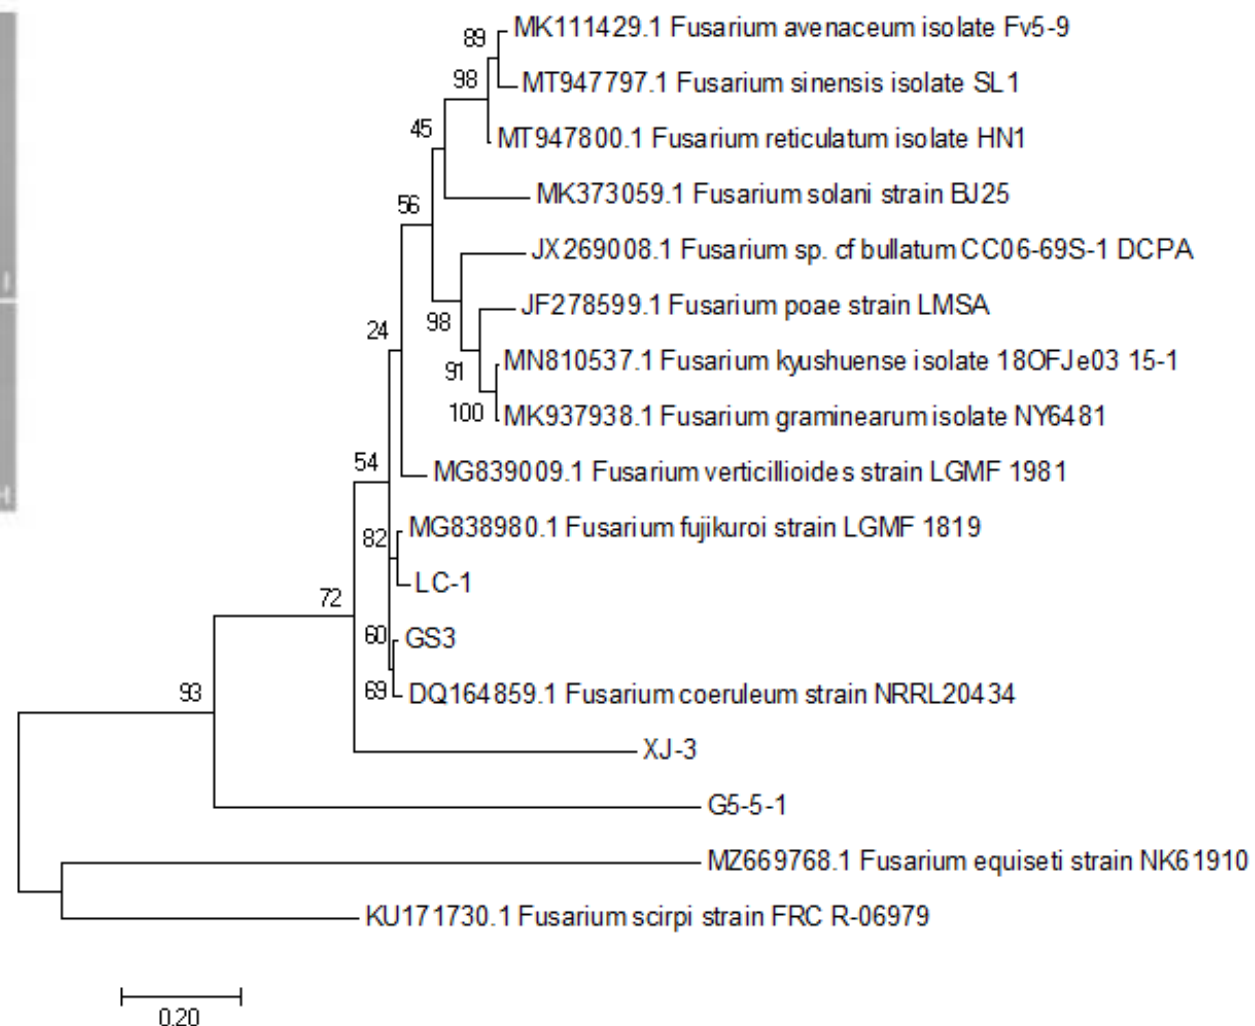 89
MK111429.1 Fusarium avenaceum isolate Fv5-9
98
MT947797.1 Fusarium sinensis isolate SL1
45
MT947800.1 Fusarium reticulatum isolate HN1
MK373059.1 Fusarium solani strain BJ25
56
JX269008.1 Fusarium sp. cf bullatum CC06-69S-1 DCPA
JF278599.1 Fusarium poae strain LMSA
24
98
MN810537.1 Fusarium kyushuense isolate 18OFJe03 15-1
91
100
MK937938.1 Fusarium graminearum isolate NY6481
54
MG839009.1 Fusarium verticillioides strain LGMF 1981
82
MG838980.1 Fusarium fujikuroi strain LGMF 1819
LC-1
72
60
GS3
69
DQ164859.1 Fusarium coeruleum strain NRRL20434
93
XJ-3
G5-5-1
MZ669768.1 Fusarium equiseti strain NK61910
KU171730.1 Fusarium scirpi strain FRC R-06979
0.20